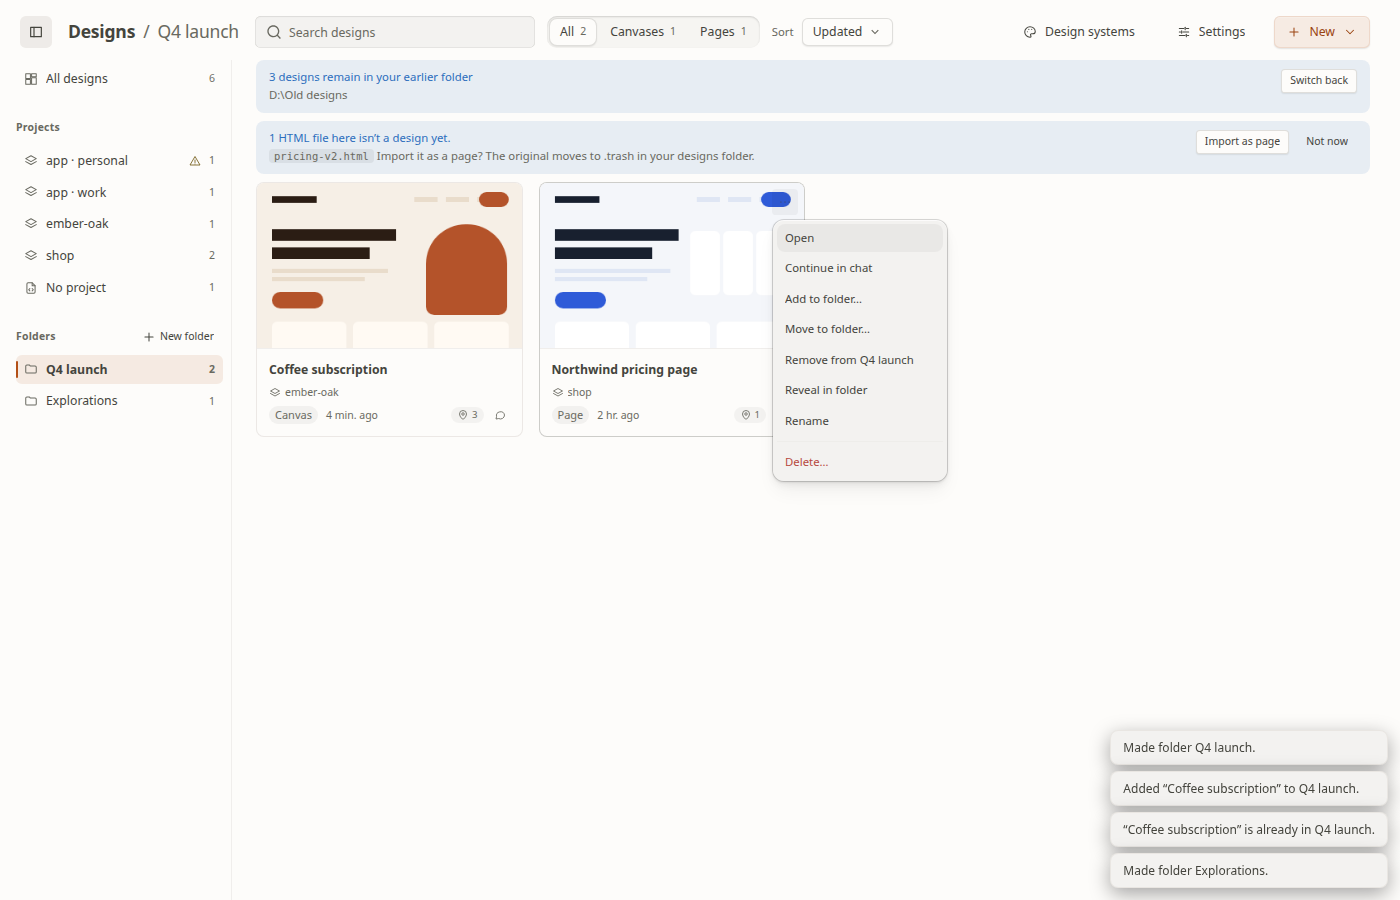 Designs / Q4 launch
Search designs
All 2
Canvases 1
Pages 1
Sort
Updated
Design systems
Settings
New
All designs 6
Projects
app · personal 1
app · work 1
ember-oak 1
shop 2
No project 1
Folders
New folder
Q4 launch 2
Explorations 1
3 designs remain in your earlier folder
D:\Old designs
Switch back
1 HTML file here isn’t a design yet.
pricing-v2.html Import it as a page? The original moves to .trash in your designs folder.
Import as page
Not now
Coffee subscription
ember-oak
Canvas 4 min. ago 3
Northwind pricing page
shop
Page 2 hr. ago 1
Open
Continue in chat
Add to folder...
Move to folder...
Remove from Q4 launch
Reveal in folder
Rename
Delete...
Made folder Q4 launch.
Added “Coffee subscription” to Q4 launch.
“Coffee subscription” is already in Q4 launch.
Made folder Explorations.